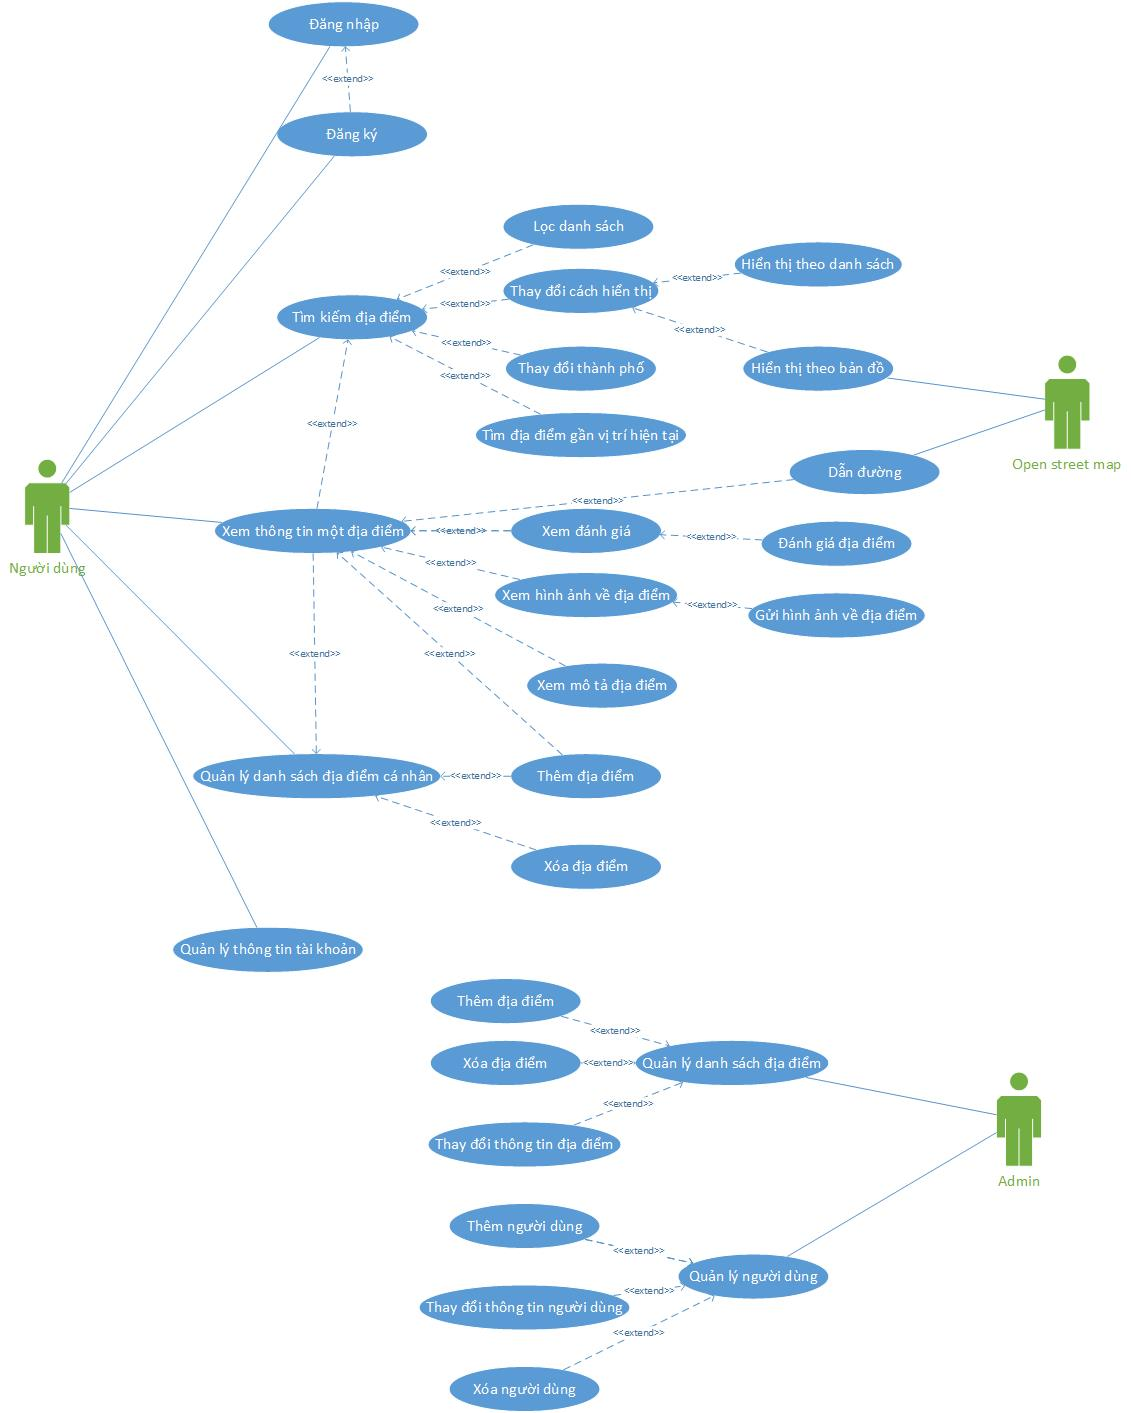 Đăng nhập
<<extend>>
Đăng ký
Lọc danh sách
<<extend>>
Hiển thị theo danh sách
<<extend>>
Thay đổi cách hiển thị
<<extend>>
Tìm kiếm địa điểm
<<extend>>
<<extend>>
Thay đổi thành phố
Hiển thị theo bản đồ
<<extend>>
<<extend>>
Tìm địa điểm gần vị trí hiện tại
Open street map
Dẫn đường
<<extend>>
Xem thông tin một địa điểm
<<extend>>
Xem đánh giá
<<extend>>
Đánh giá địa điểm
Người dùng
<<extend>>
Xem hình ảnh về địa điểm
<<extend>>
Gửi hình ảnh về địa điểm
<<extend>>
<<extend>>
<<extend>>
Xem mô tả địa điểm
Quản lý danh sách địa điểm cá nhân
<<extend>>
Thêm địa điểm
<<extend>>
Xóa địa điểm
Quản lý thông tin tài khoản
Thêm địa điểm
<<extend>>
Xóa địa điểm
<<extend>>
Quản lý danh sách địa điểm
<<extend>>
Thay đổi thông tin địa điểm
Admin
Thêm người dùng
<<extend>>
Quản lý người dùng
<<extend>>
Thay đổi thông tin người dùng
<<extend>>
Xóa người dùng